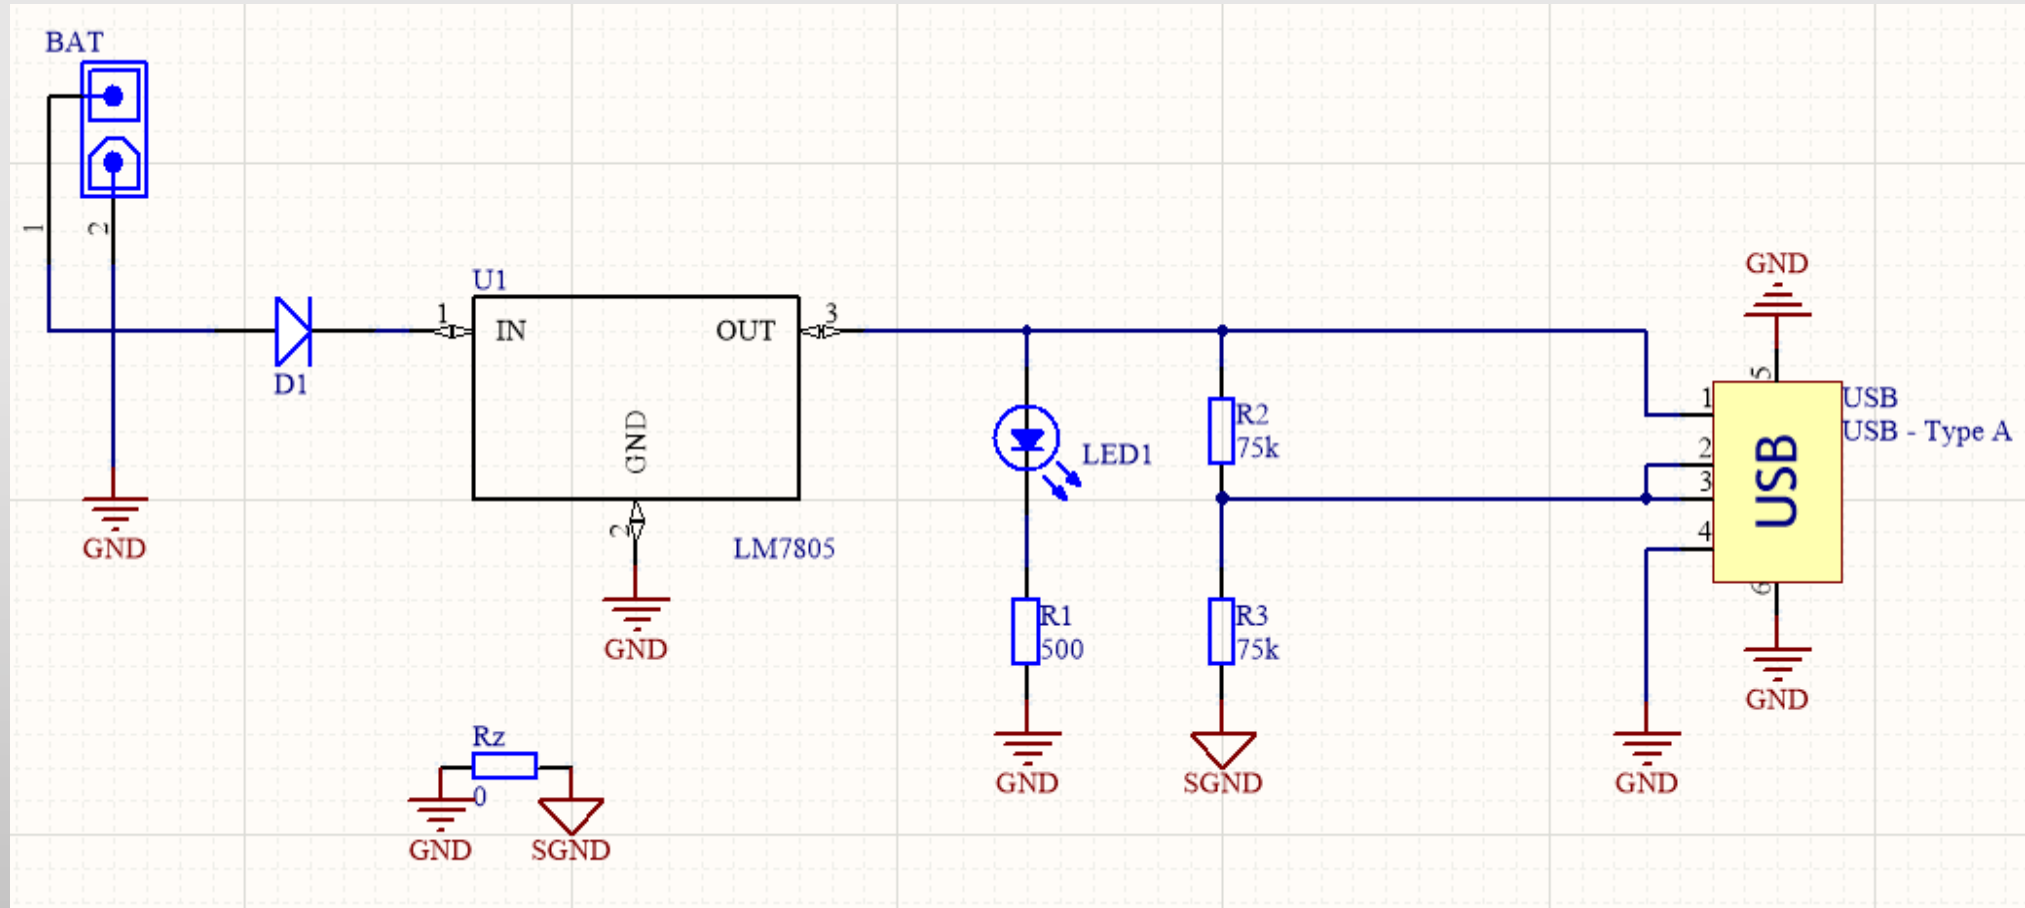 BAT
1
2
D1
U1
1
IN
OUT
3
GND
2
LM7805
GND
GND
LED1
R1
500
GND
R2
75k
R3
75k
SGND
GND
5
1
2
3
4
6
USB
USB
USB - Type A
GND
GND
Rz
0
GND
SGND